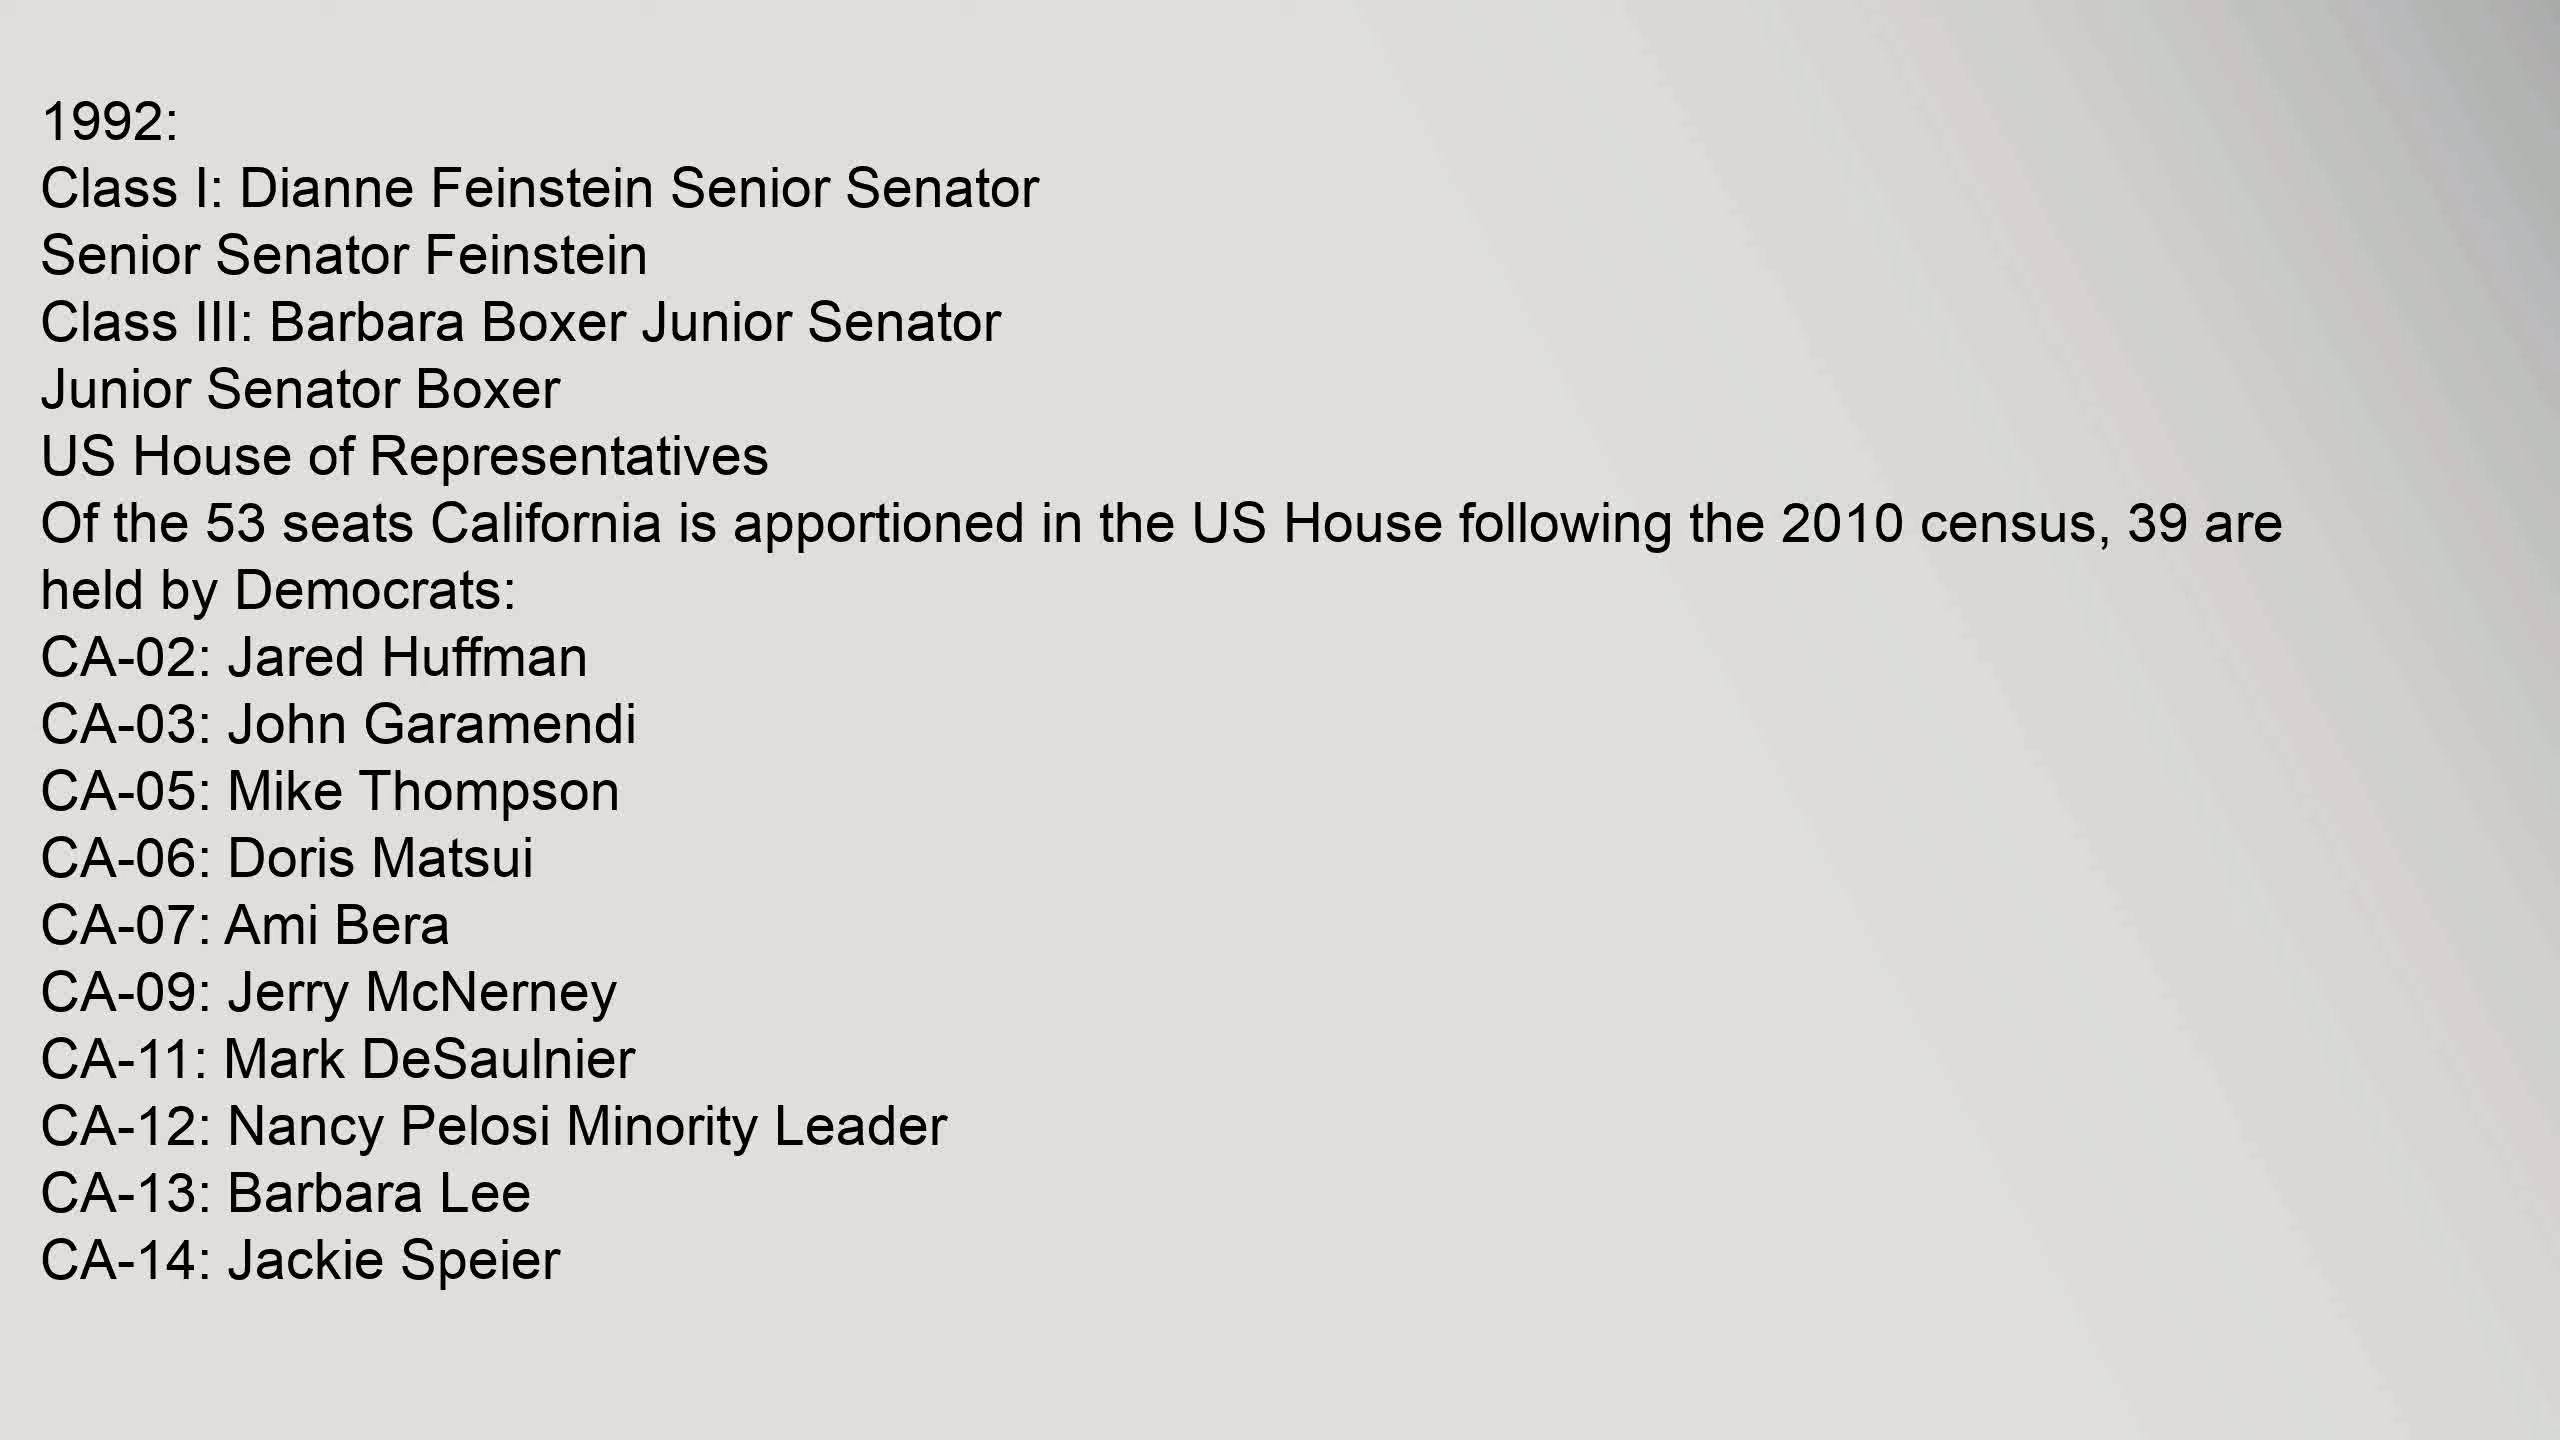 1992:
Class I: Dianne Feinstein Senior Senator
Senior Senator Feinstein
Class III: Barbara Boxer Junior Senator
Junior Senator Boxer
US House of Representatives
Of the 53 seats California is apportioned in the US House following the 2010 census, 39 are
held by Democrats:
CA-02: Jared Huffman
CA-03: John Garamendi
CA-05: Mike Thompson
CA-06: Doris Matsui
CA-07: Ami Bera
CA-09: Jerry McNerney
CA-11: Mark DeSaulnier
CA-12: Nancy Pelosi Minority Leader
CA-13: Barbara Lee
CA-14: Jackie Speier